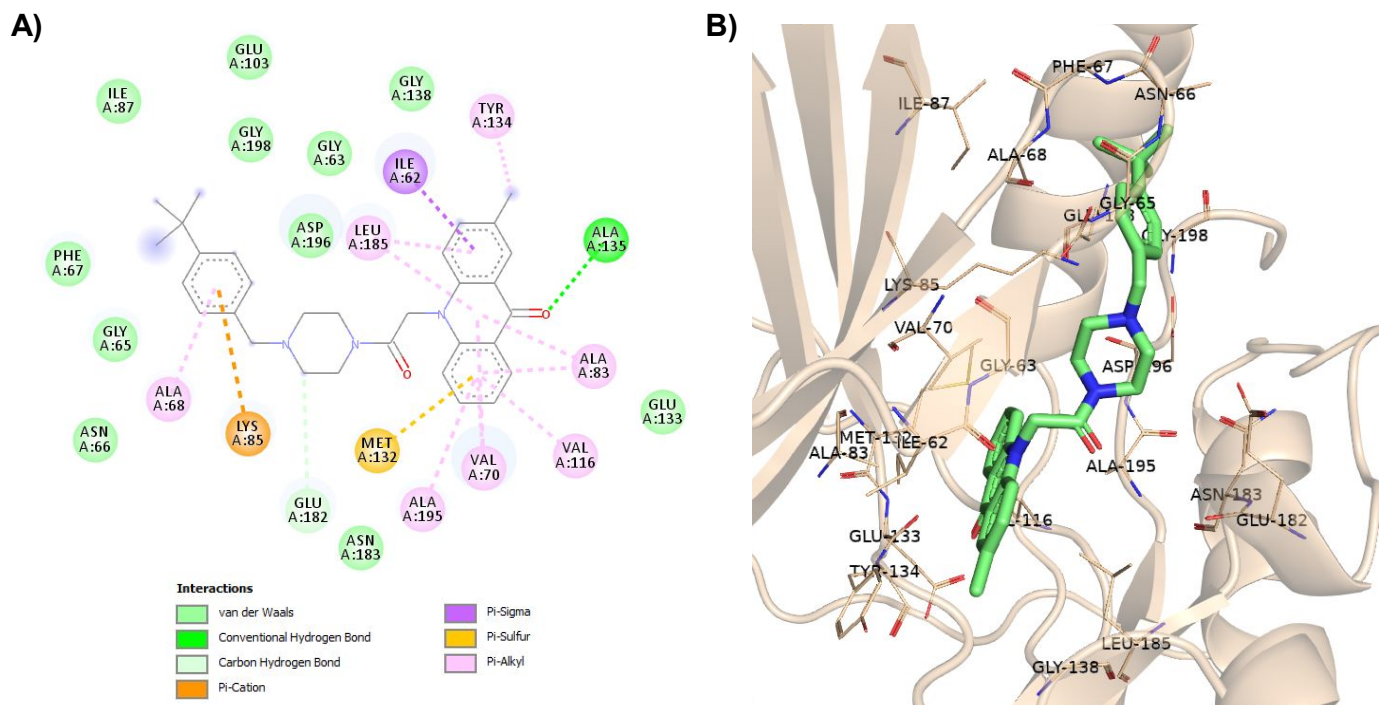 A)
GLU
A:103
ILE
A:87
GLY
A:138
TYR
A:134
GLY
A:198
GLY
A:63
ILE
A:62
ASP
A:196
LEU
A:185
ALA
A:135
PHE
A:67
N
N
N
O
O
GLY
A:65
ALA
A:83
ALA
A:68
LYS
A:85
GLU
A:133
ASN
A:66
MET
A:132
VAL
A:116
VAL
A:70
GLU
A:182
ALA
A:195
ASN
A:183
Interactions
van der Waals
Conventional Hydrogen Bond
Carbon Hydrogen Bond
Pi-Cation
Pi-Sigma
Pi-Sulfur
Pi-Alkyl
B)
PHE-67
ASN-66
ILE-87
ALA-68
GLY-65
GLY-198
LYS-85
VAL-70
GLY-63
MET-132
ILE-62
ALA-83
ALA-195
ASN-183
GLU-182
GLU-133
TYR-134
LEU-185
GLY-138